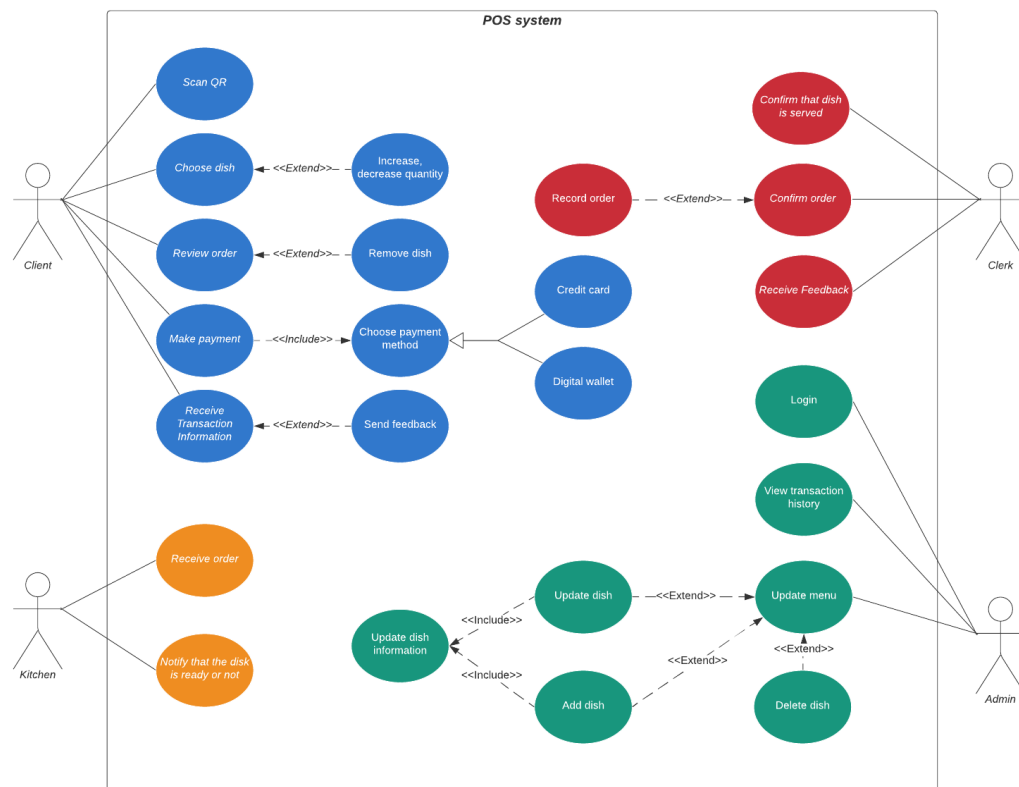 POS system
Scan QR
Confirm that dish
is served
Client
Choose dish
<<Extend>>
Increase,
decrease quantity
Record order
<<Extend>>
Confirm order
Clerk
Review order
<<Extend>>
Remove dish
Credit card
Receive Feedback
Make payment
<<Include>>
Choose payment
method
Digital wallet
Receive
Transaction
Information
<<Extend>>
Send feedback
Login
View transaction
history
Kitchen
Receive order
Notify that the disk
is ready or not
Update dish
information
<<Include>>
<<Include>>
Update dish
<<Extend>>
Update menu
<<Extend>>
<<Extend>>
Add dish
Delete dish
Admin